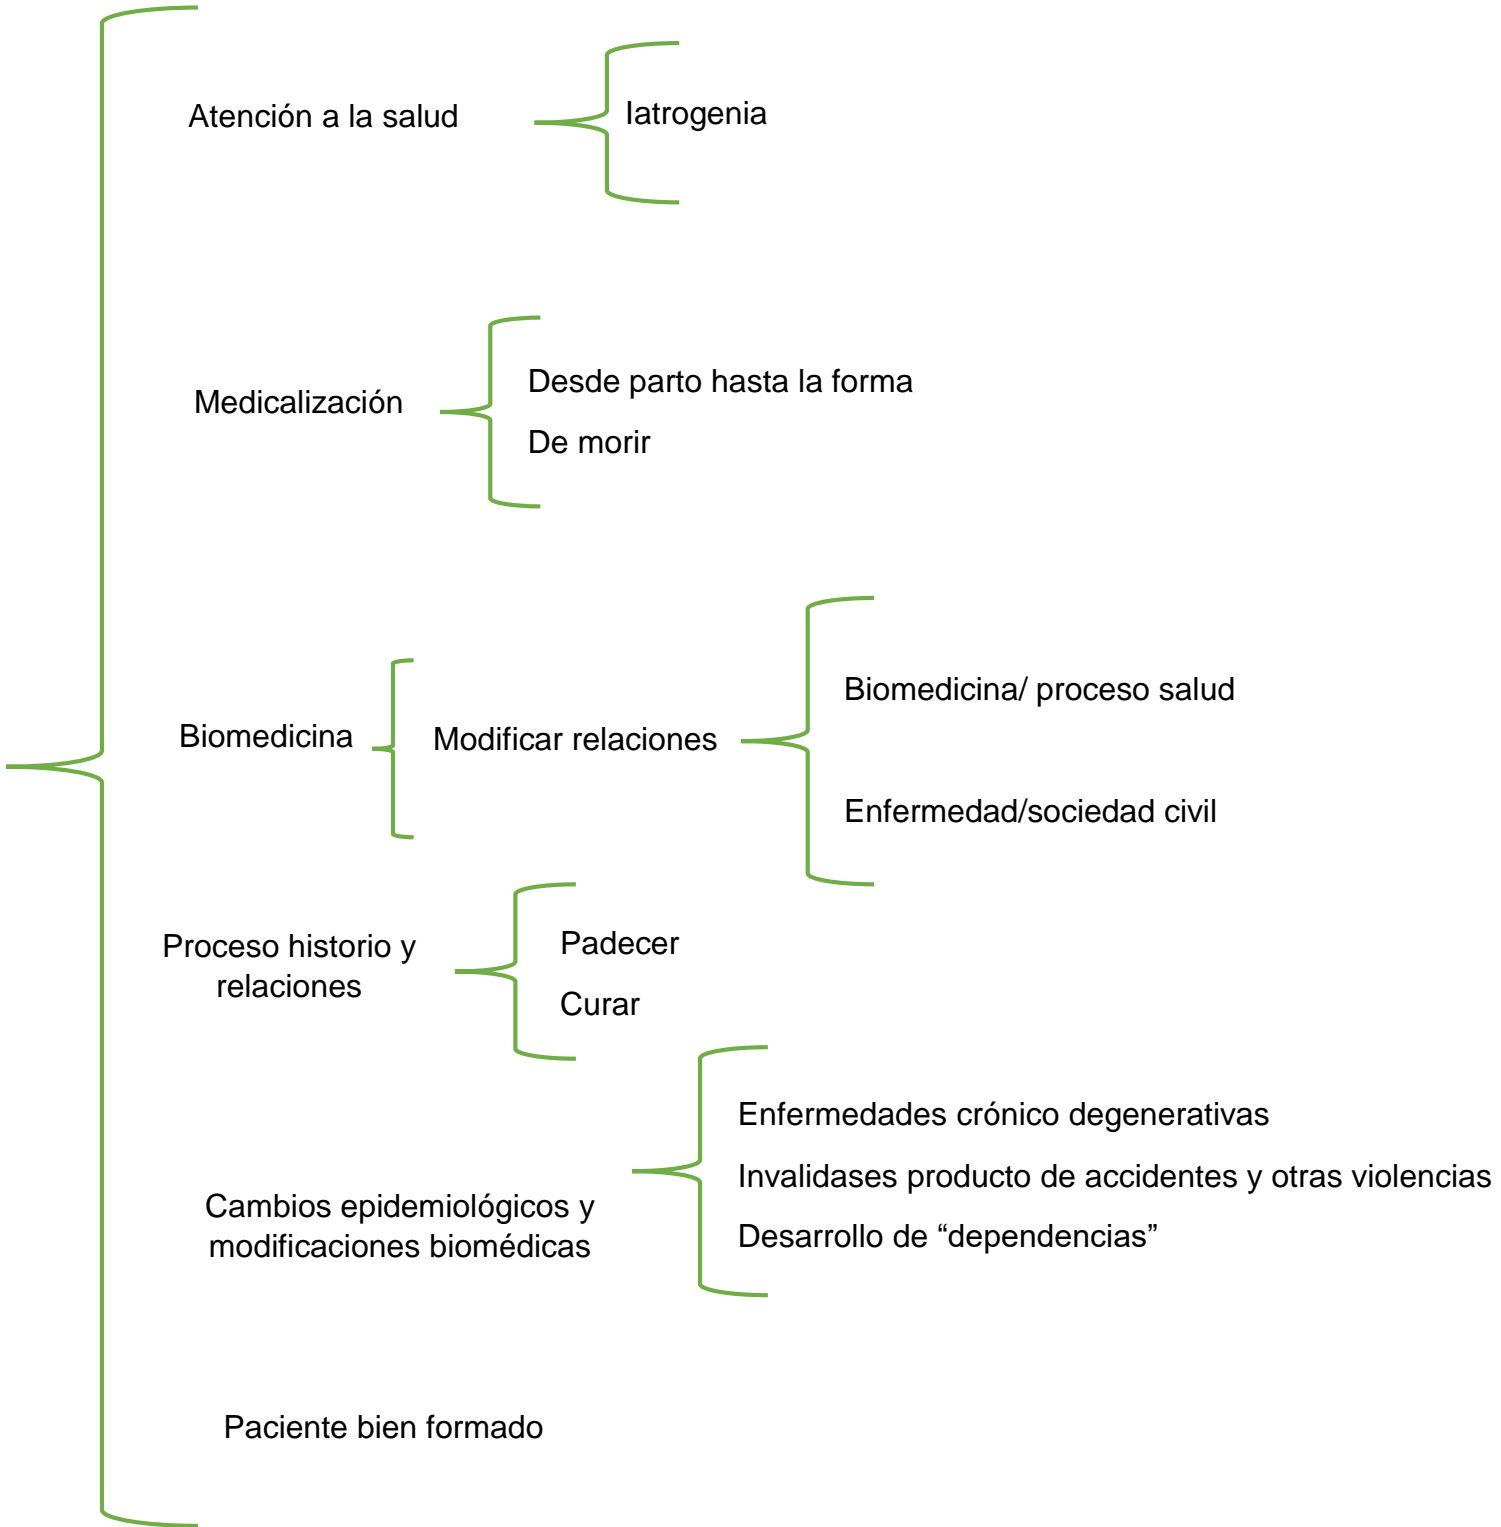 Atención a la salud
Iatrogenia
Medicalización
Desde parto hasta la forma
De morir
Biomedicina
Modificar relaciones
Biomedicina/ proceso salud
Enfermedad/sociedad civil
Proceso historio y
relaciones
Padecer
Curar
Cambios epidemiológicos y
modificaciones biomédicas
Enfermedades crónico degenerativas
Invalidases producto de accidentes y otras violencias
Desarrollo de “dependencias”
Paciente bien formado